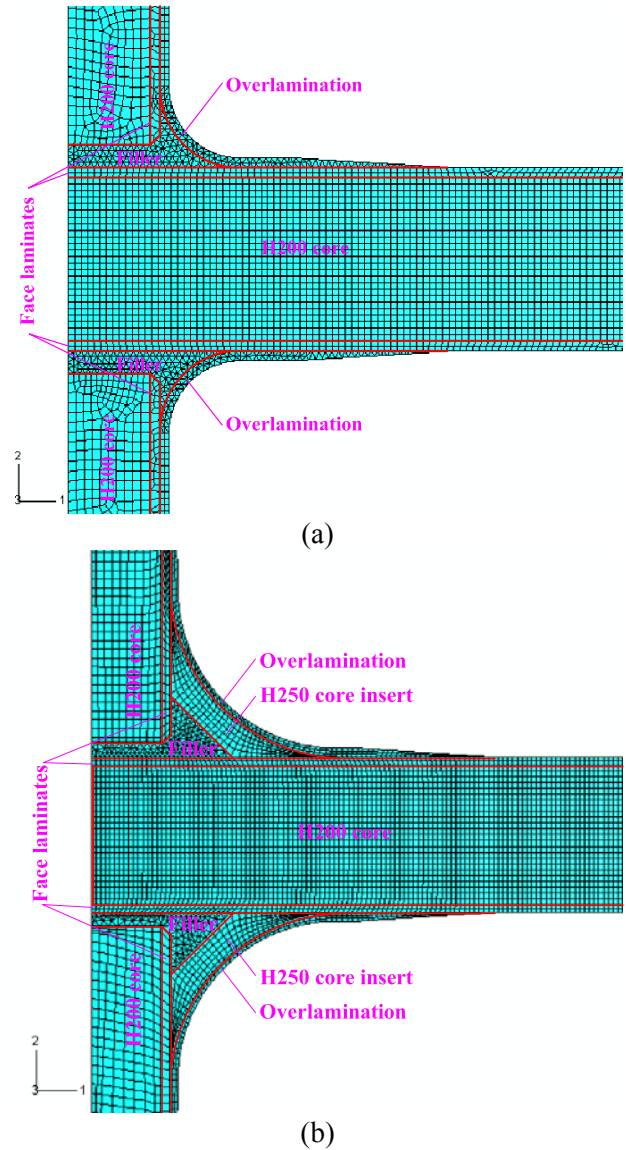 H200 core
Overlamination
Filler
Face laminates
H200 core
Filler
Overlamination
H200 core
2
3
1
(a)
H200 core
Overlamination
H250 core insert
Filler
Face laminates
H200 core
Filler
H250 core insert
H200 core
Overlamination
2
3
1
(b)